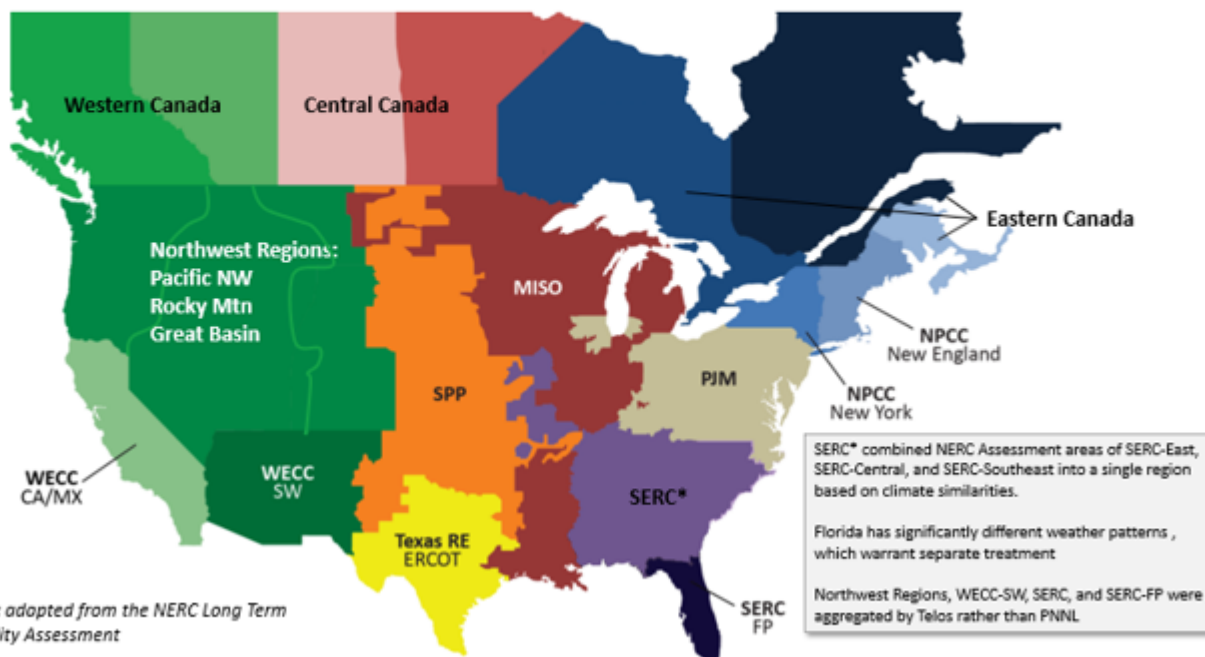 Western Canada
Central Canada
Eastern Canada
Northwest Regions:
Pacific NW
Rocky Mtn
Great Basin
MISO
NPCC
New England
SPP
PJM
NPCC
New York
WECC
CA/MX
WECC
SW
SERC*
Texas RE
ERCOT
SERC
FP
SERC* combined NERC Assessment areas of SERC-East,
SERC-Central, and SERC-Southeast into a single region
based on climate similarities.
Florida has significantly different weather patterns ,
which warrant separate treatment
Northwest Regions, WECC-SW, SERC, and SERC-FP were
aggregated by Telos rather than PNNL
adapted from the NERC Long Term
Assessment